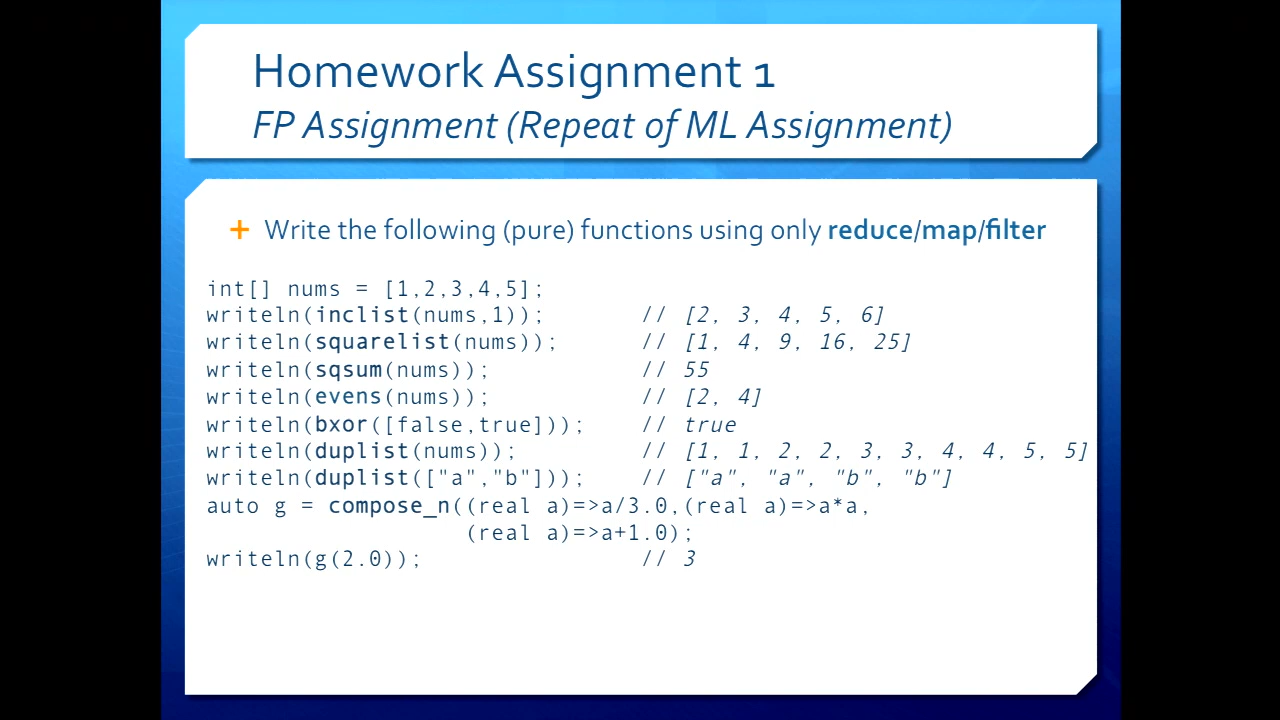 Homework Assignment 1
FP Assignment (Repeat of ML Assignment)
+ Write the following (pure) functions using only reduce/map/filter
int[] nums = [1,2,3,4,5];
writeln(inclist(nums,1)); // [2, 3, 4, 5, 6]
writeln(squarelist(nums)); // [1, 4, 9, 16, 25]
writeln(sqsum(nums)); // 55
writeln(evens(nums)); // [2, 4]
writeln(bxor([false,true])); // true
writeln(duplist(nums)); // [1, 1, 2, 2, 3, 3, 4, 4, 5, 5]
writeln(duplist(["a","b"])); // ["a", "a", "b", "b"]
auto g = compose_n((real a)=>a/3.0,(real a)=>a*a,
(real a)=>a+1.0);
writeln(g(2.0)); // 3